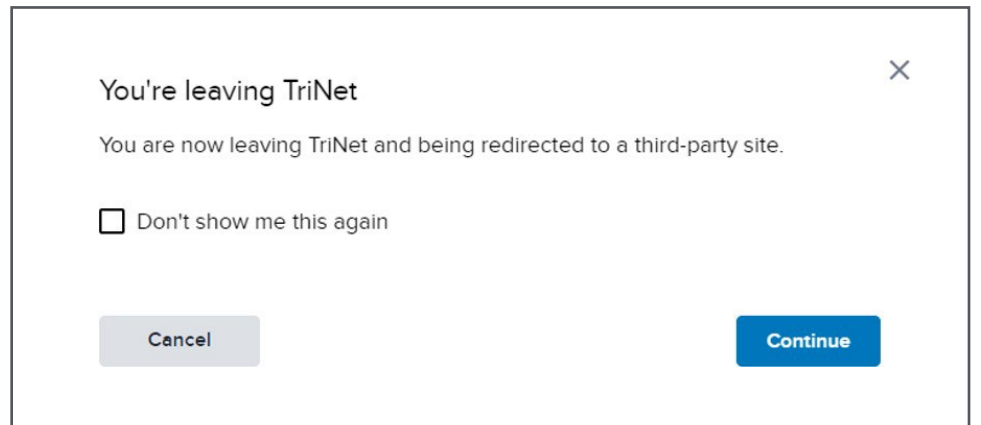 You're leaving TriNet
You are now leaving TriNet and being redirected to a third-party site.
Don't show me this again
Cancel
Continue